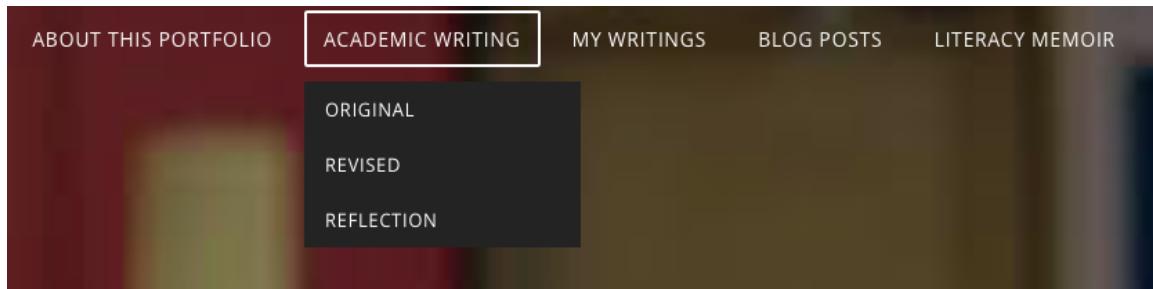 ABOUT THIS PORTFOLIO ACADEMIC WRITING MY WRITINGS BLOG POSTS LITERACY MEMOIR
ORIGINAL
REVISED
REFLECTION